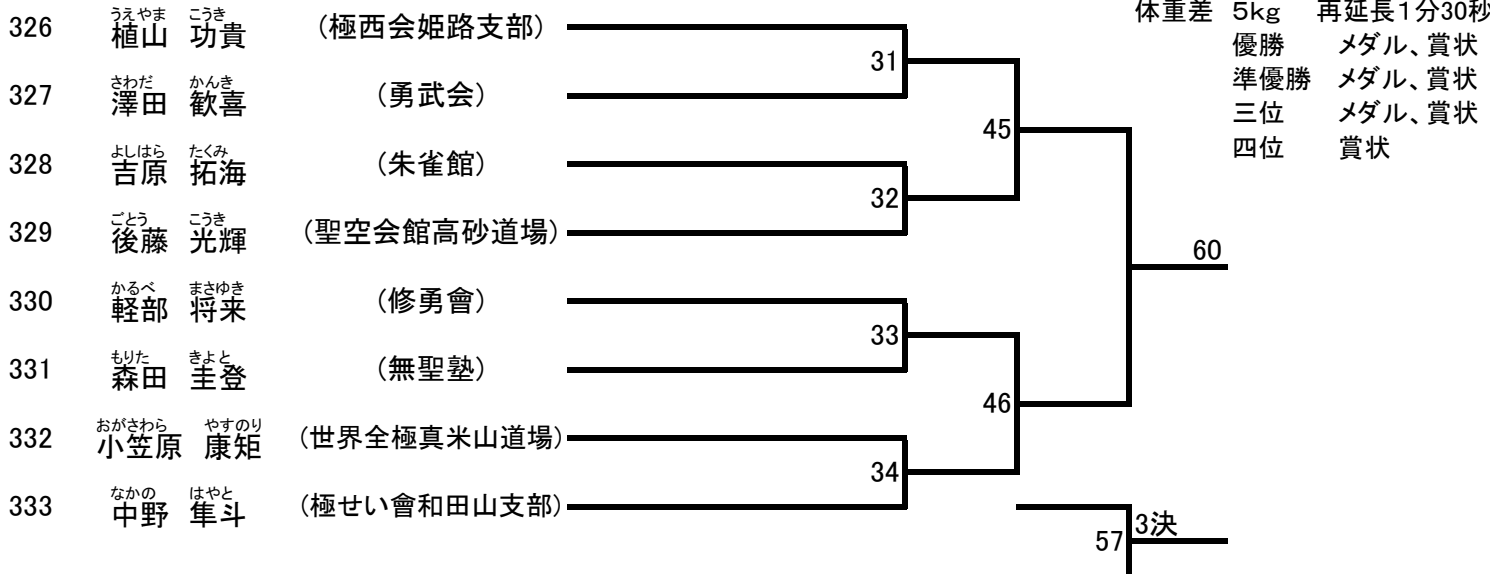 体重差 5kg 再延長1分30秒
優勝 メダル、賞状
準優勝 メダル、賞状
三位 メダル、賞状
四位 賞状
うえやま こうき
326 植山 功貴 (極西会姫路支部)
31
さわだ かんき
327 澤田 歓喜 (勇武会)
45
よしはら たくみ
328 吉原 拓海 (朱雀館)
32
ごとう こうき
329 後藤 光輝 (聖空会館高砂道場)
60
かるべ まさゆき
330 軽部 将来 (修勇會)
33
もりた きよと
331 森田 圭登 (無聖塾)
46
おがさわら やすのり
332 小笠原 康矩 (世界全極真米山道場)
34
なかの はやと
333 中野 隼斗 (極せい會和田山支部)
3決
57